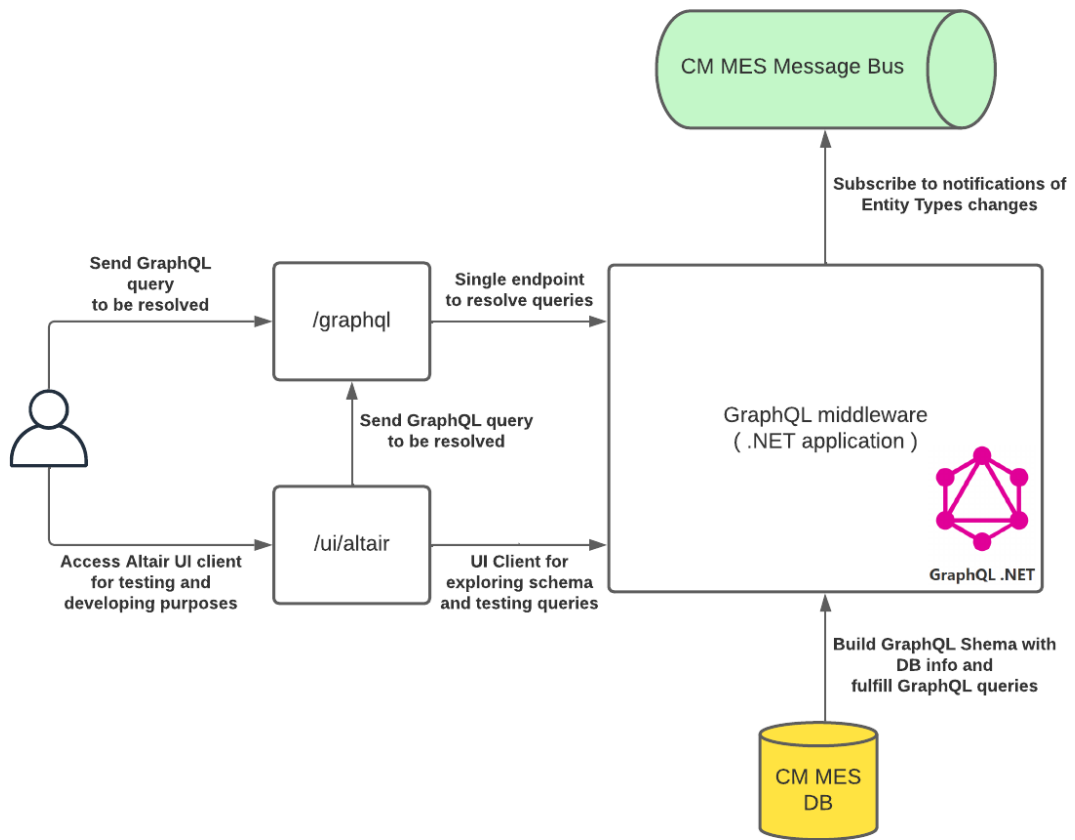 CM MES Message Bus
Subscribe to notifications of
Entity Types changes
Send GraphQL
query
to be resolved
/graphql
Single endpoint
to resolve queries
GraphQL middleware
( .NET application )
GraphQL .NET
Send GraphQL query
to be resolved
/ui/altair
Access Altair UI client
for testing and
developing purposes
UI Client for
exploring schema
and testing queries
Build GraphQL Shema with
DB info and
fulfill GraphQL queries
CM MES
DB